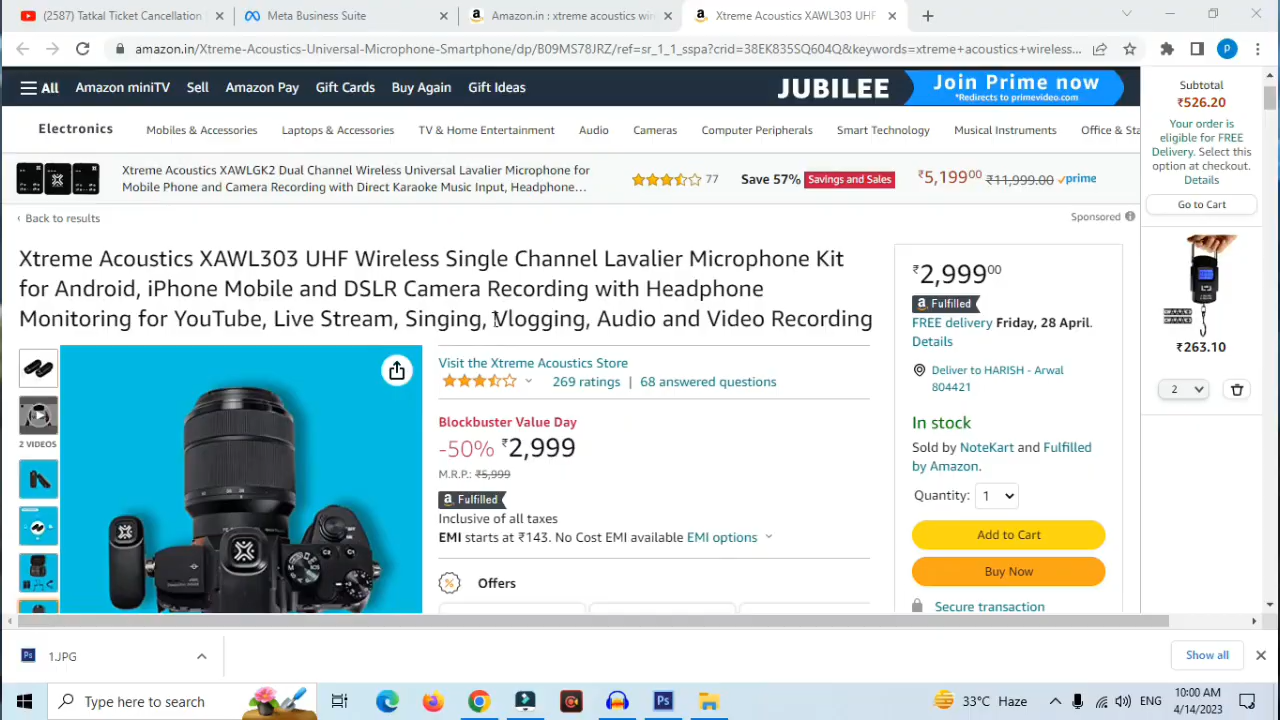 (2587) Tatkal Ticket Cancellation
Meta Business Suite
Amazon.in : xtreme acoustics wir
Xtreme Acoustics XAWL303 UHF
amazon.in/Xtreme-Acoustics-Universal-Microphone-Smartphone/dp/B09MS78JRZ/ref=sr_1_1_sspa?crid=38EK835SQ604Q&keywords=xtreme+acoustics+wireless...
P
All Amazon miniTV Sell Amazon Pay Gift Cards Buy Again Gift Ideas
JUBILEE
Join Prime now
*Redirects to primevideo.com
Electronics Mobiles & Accessories Laptops & Accessories TV & Home Entertainment Audio Cameras Computer Peripherals Smart Technology Musical Instruments Office & Sta
Xtreme Acoustics XAWLGK2 Dual Channel Wireless Universal Lavalier Microphone for
Mobile Phone and Camera Recording with Direct Karaoke Music Input, Headphone...
77 Save 57% Savings and Sales ₹5,199⁰⁰ ₹11,999.00 prime
‹ Back to results
Sponsored
Xtreme Acoustics XAWL303 UHF Wireless Single Channel Lavalier Microphone Kit
for Android, iPhone Mobile and DSLR Camera Recording with Headphone
Monitoring for YouTube, Live Stream, Singing, Vlogging, Audio and Video Recording
2 VIDEOS
Visit the Xtreme Acoustics Store
269 ratings | 68 answered questions
Blockbuster Value Day
-50% ₹2,999
M.R.P.: ₹5,999
a Fulfilled
Inclusive of all taxes
EMI starts at ₹143. No Cost EMI available EMI options
Offers
₹2,999⁰⁰
a Fulfilled
FREE delivery Friday, 28 April.
Details
Deliver to HARISH - Arwal
804421
In stock
Sold by NoteKart and Fulfilled
by Amazon.
Quantity: 1
Add to Cart
Buy Now
Secure transaction
Subtotal
₹526.20
Your order is
eligible for FREE
Delivery. Select this
option at checkout.
Details
Go to Cart
₹263.10
2
Ps 1.JPG
Show all
Type here to search
Ps
33°C Haze
ENG
10:00 AM
4/14/2023